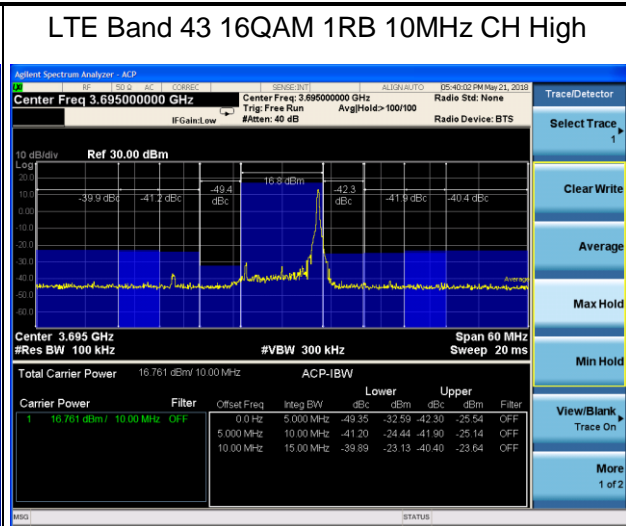 LTE Band 43 16QAM 1RB 10MHz CH High
Agilent Spectrum Analyzer - ACP
LXI RF 50 Ω AC CORREC SENSE:INT ALIGN AUTO 05:40:02 PM May 21, 2018
Center Freq 3.695000000 GHz
Center Freq: 3.695000000 GHz Radio Std: None
Trig: Free Run Avg|Hold:>100/100
IFGain:Low #Atten: 40 dB Radio Device: BTS
Trace/Detector
Select Trace
1
Clear Write
Average
Max Hold
Min Hold
View/Blank
Trace On
More
1 of 2
10 dB/div Ref 30.00 dBm
Log
20.0
10.0
0.00
-10.0
-20.0
-30.0
-40.0
-50.0
-60.0
16.8 dBm
-39.9 dBc -41.2 dBc -49.4 dBc -42.3 dBc -41.9 dBc -40.4 dBc
Average
Center 3.695 GHz Span 60 MHz
#Res BW 100 kHz #VBW 300 kHz Sweep 20 ms
Total Carrier Power 16.761 dBm/ 10.00 MHz ACP-IBW
Lower Upper
Carrier Power Filter Offset Freq Integ BW dBc dBm dBc dBm Filter
1 16.761 dBm / 10.00 MHz OFF 0.0 Hz 5.000 MHz -49.35 -32.59 -42.30 -25.54 OFF
5.000 MHz 10.00 MHz -41.20 -24.44 -41.90 -25.14 OFF
10.00 MHz 15.00 MHz -39.89 -23.13 -40.40 -23.64 OFF
MSG STATUS